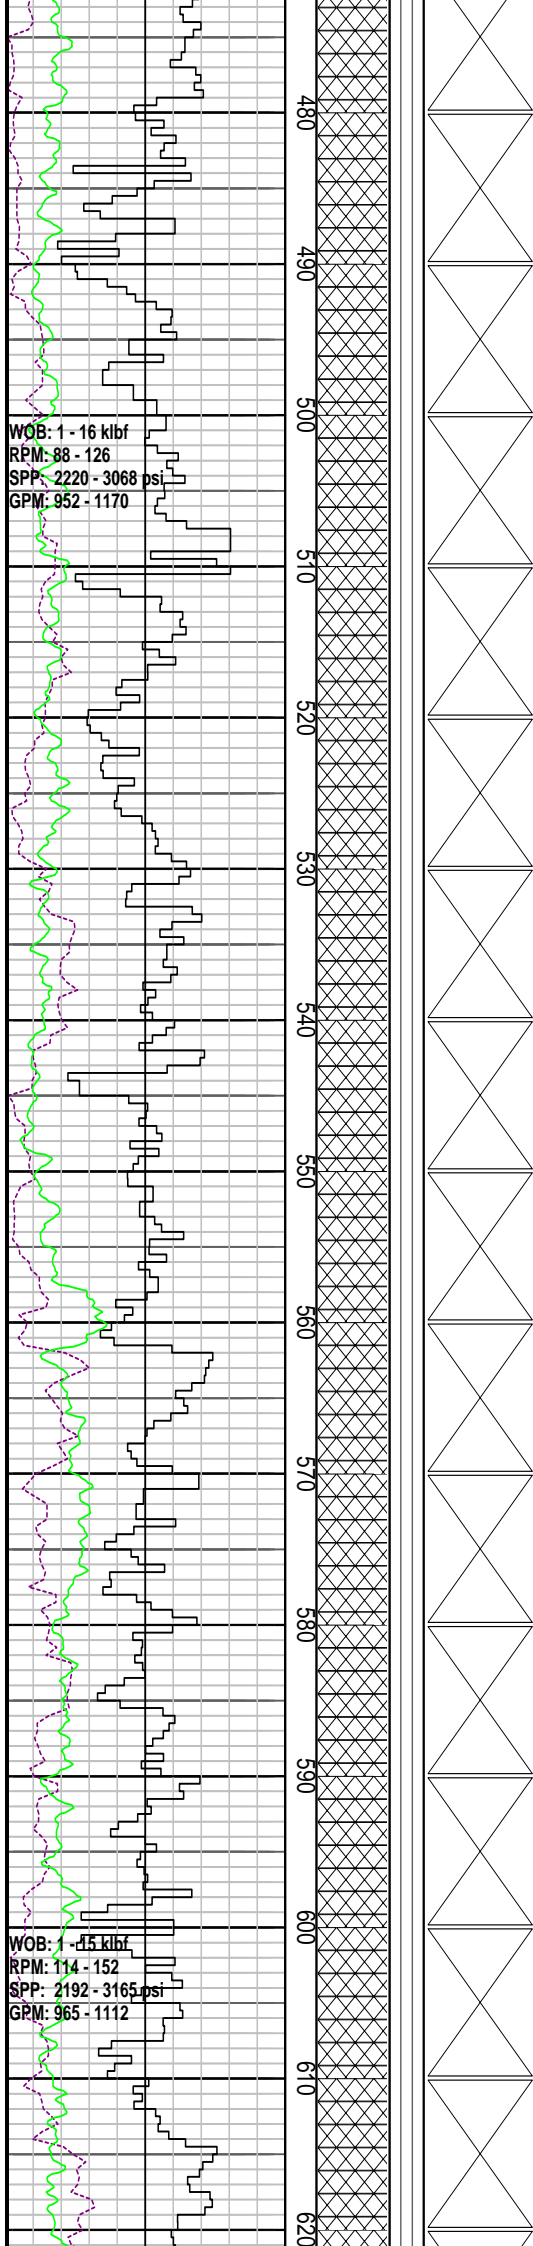 480
490
500
WOB: 1 - 16 klbf
RPM: 88 - 126
SPP: 2220 - 3068 psi
GPM: 952 - 1170
510
520
530
540
550
560
570
580
590
600
WOB: 1 - 15 klbf
RPM: 114 - 152
SPP: 2192 - 3165 psi
GPM: 965 - 1112
610
620